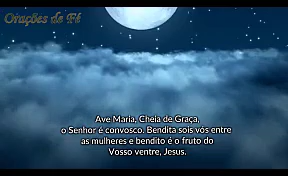 Orações de Fé
Ave Maria, Cheia de Graça,
o Senhor é convosco. Bendita sois vós entre
as mulheres e bendito é o fruto do
Vosso ventre, Jesus.